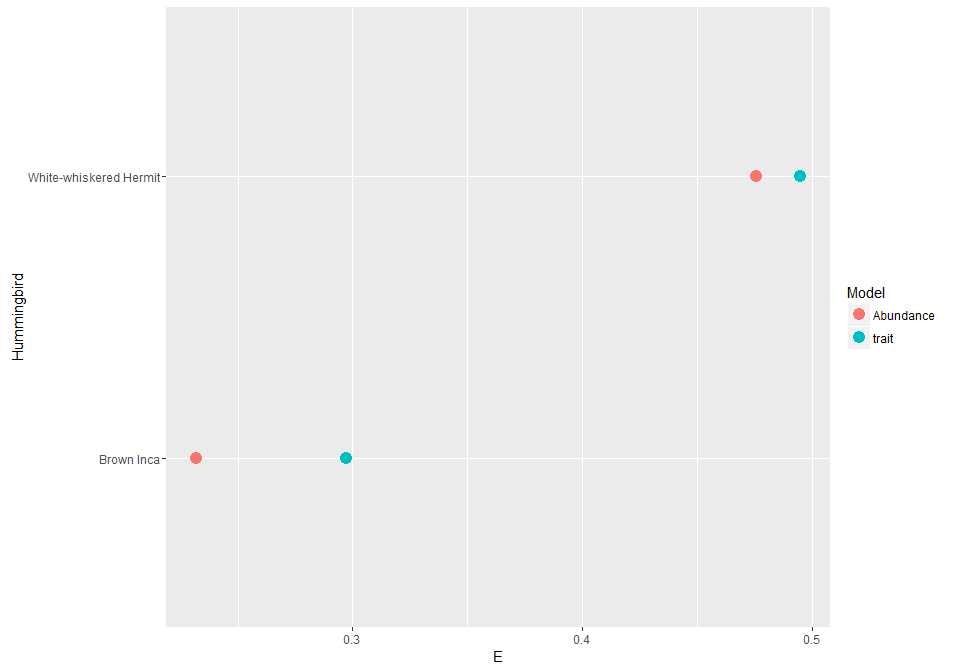 White-whiskered Hermit
Brown Inca
Hummingbird
0.3 0.4 0.5
E
Model
Abundance
trait